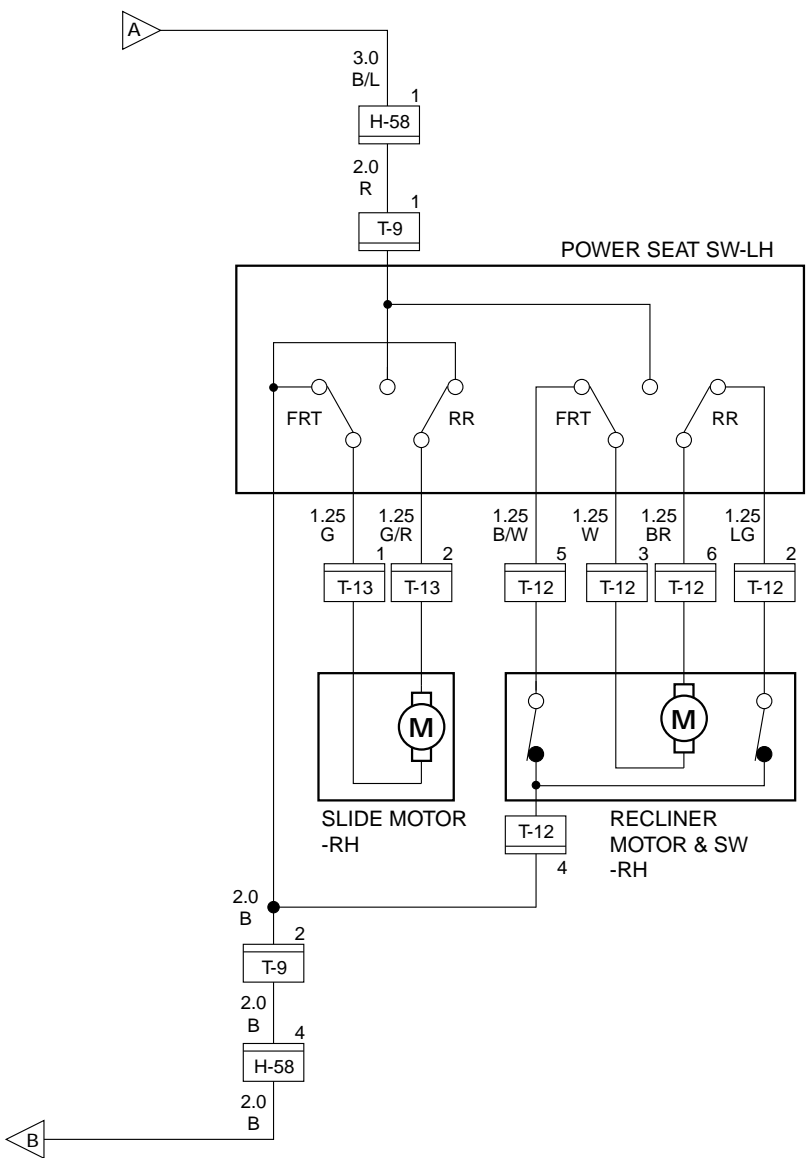 A
3.0
B/L
1
H-58
2.0
R
1
T-9
POWER SEAT SW-LH
FRT
RR
FRT
RR
1.25
G
1.25
G/R
1.25
B/W
1.25
W
1.25
BR
1.25
LG
1
2
5
3
6
2
T-13
T-13
T-12
T-12
T-12
T-12
M
M
SLIDE MOTOR
-RH
T-12
4
RECLINER
MOTOR & SW
-RH
2.0
B
2
T-9
2.0
B
4
H-58
2.0
B
B